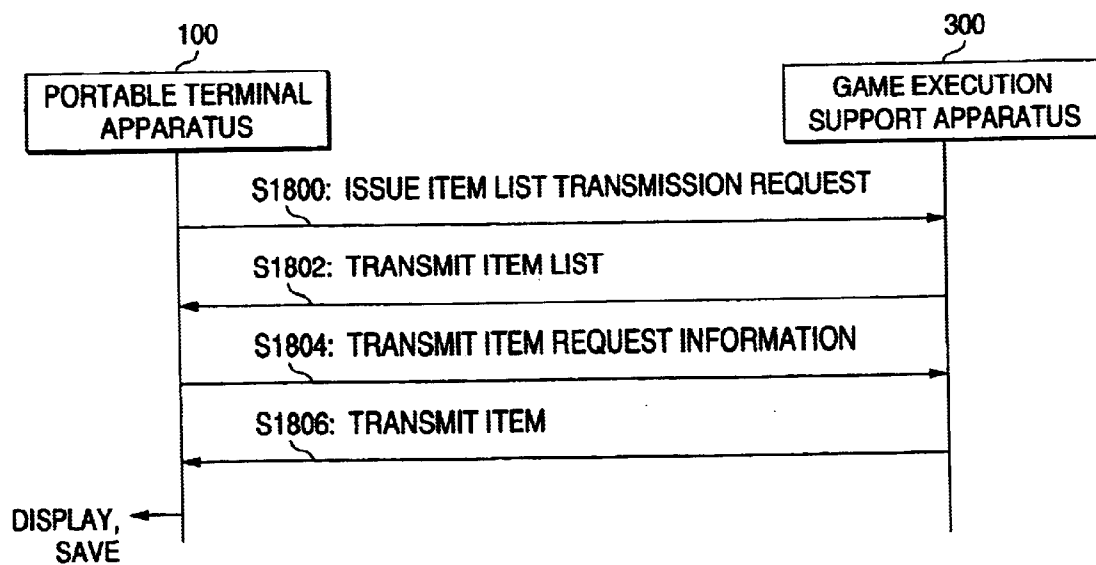 100
PORTABLE TERMINAL
APPARATUS
300
GAME EXECUTION
SUPPORT APPARATUS
S1800: ISSUE ITEM LIST TRANSMISSION REQUEST
S1802: TRANSMIT ITEM LIST
S1804: TRANSMIT ITEM REQUEST INFORMATION
S1806: TRANSMIT ITEM
DISPLAY,
SAVE